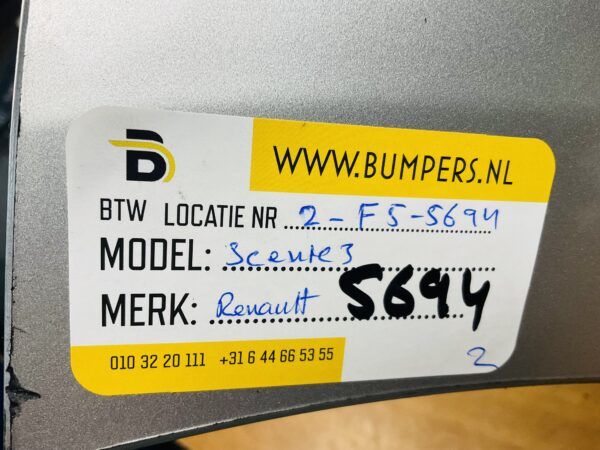 B
WWW.BUMPERS.NL
BTW LOCATIE NR 2-F5-5694
MODEL: Scenic 3
MERK: Renault 5694
010 32 20 111 +31 6 44 66 53 55
2